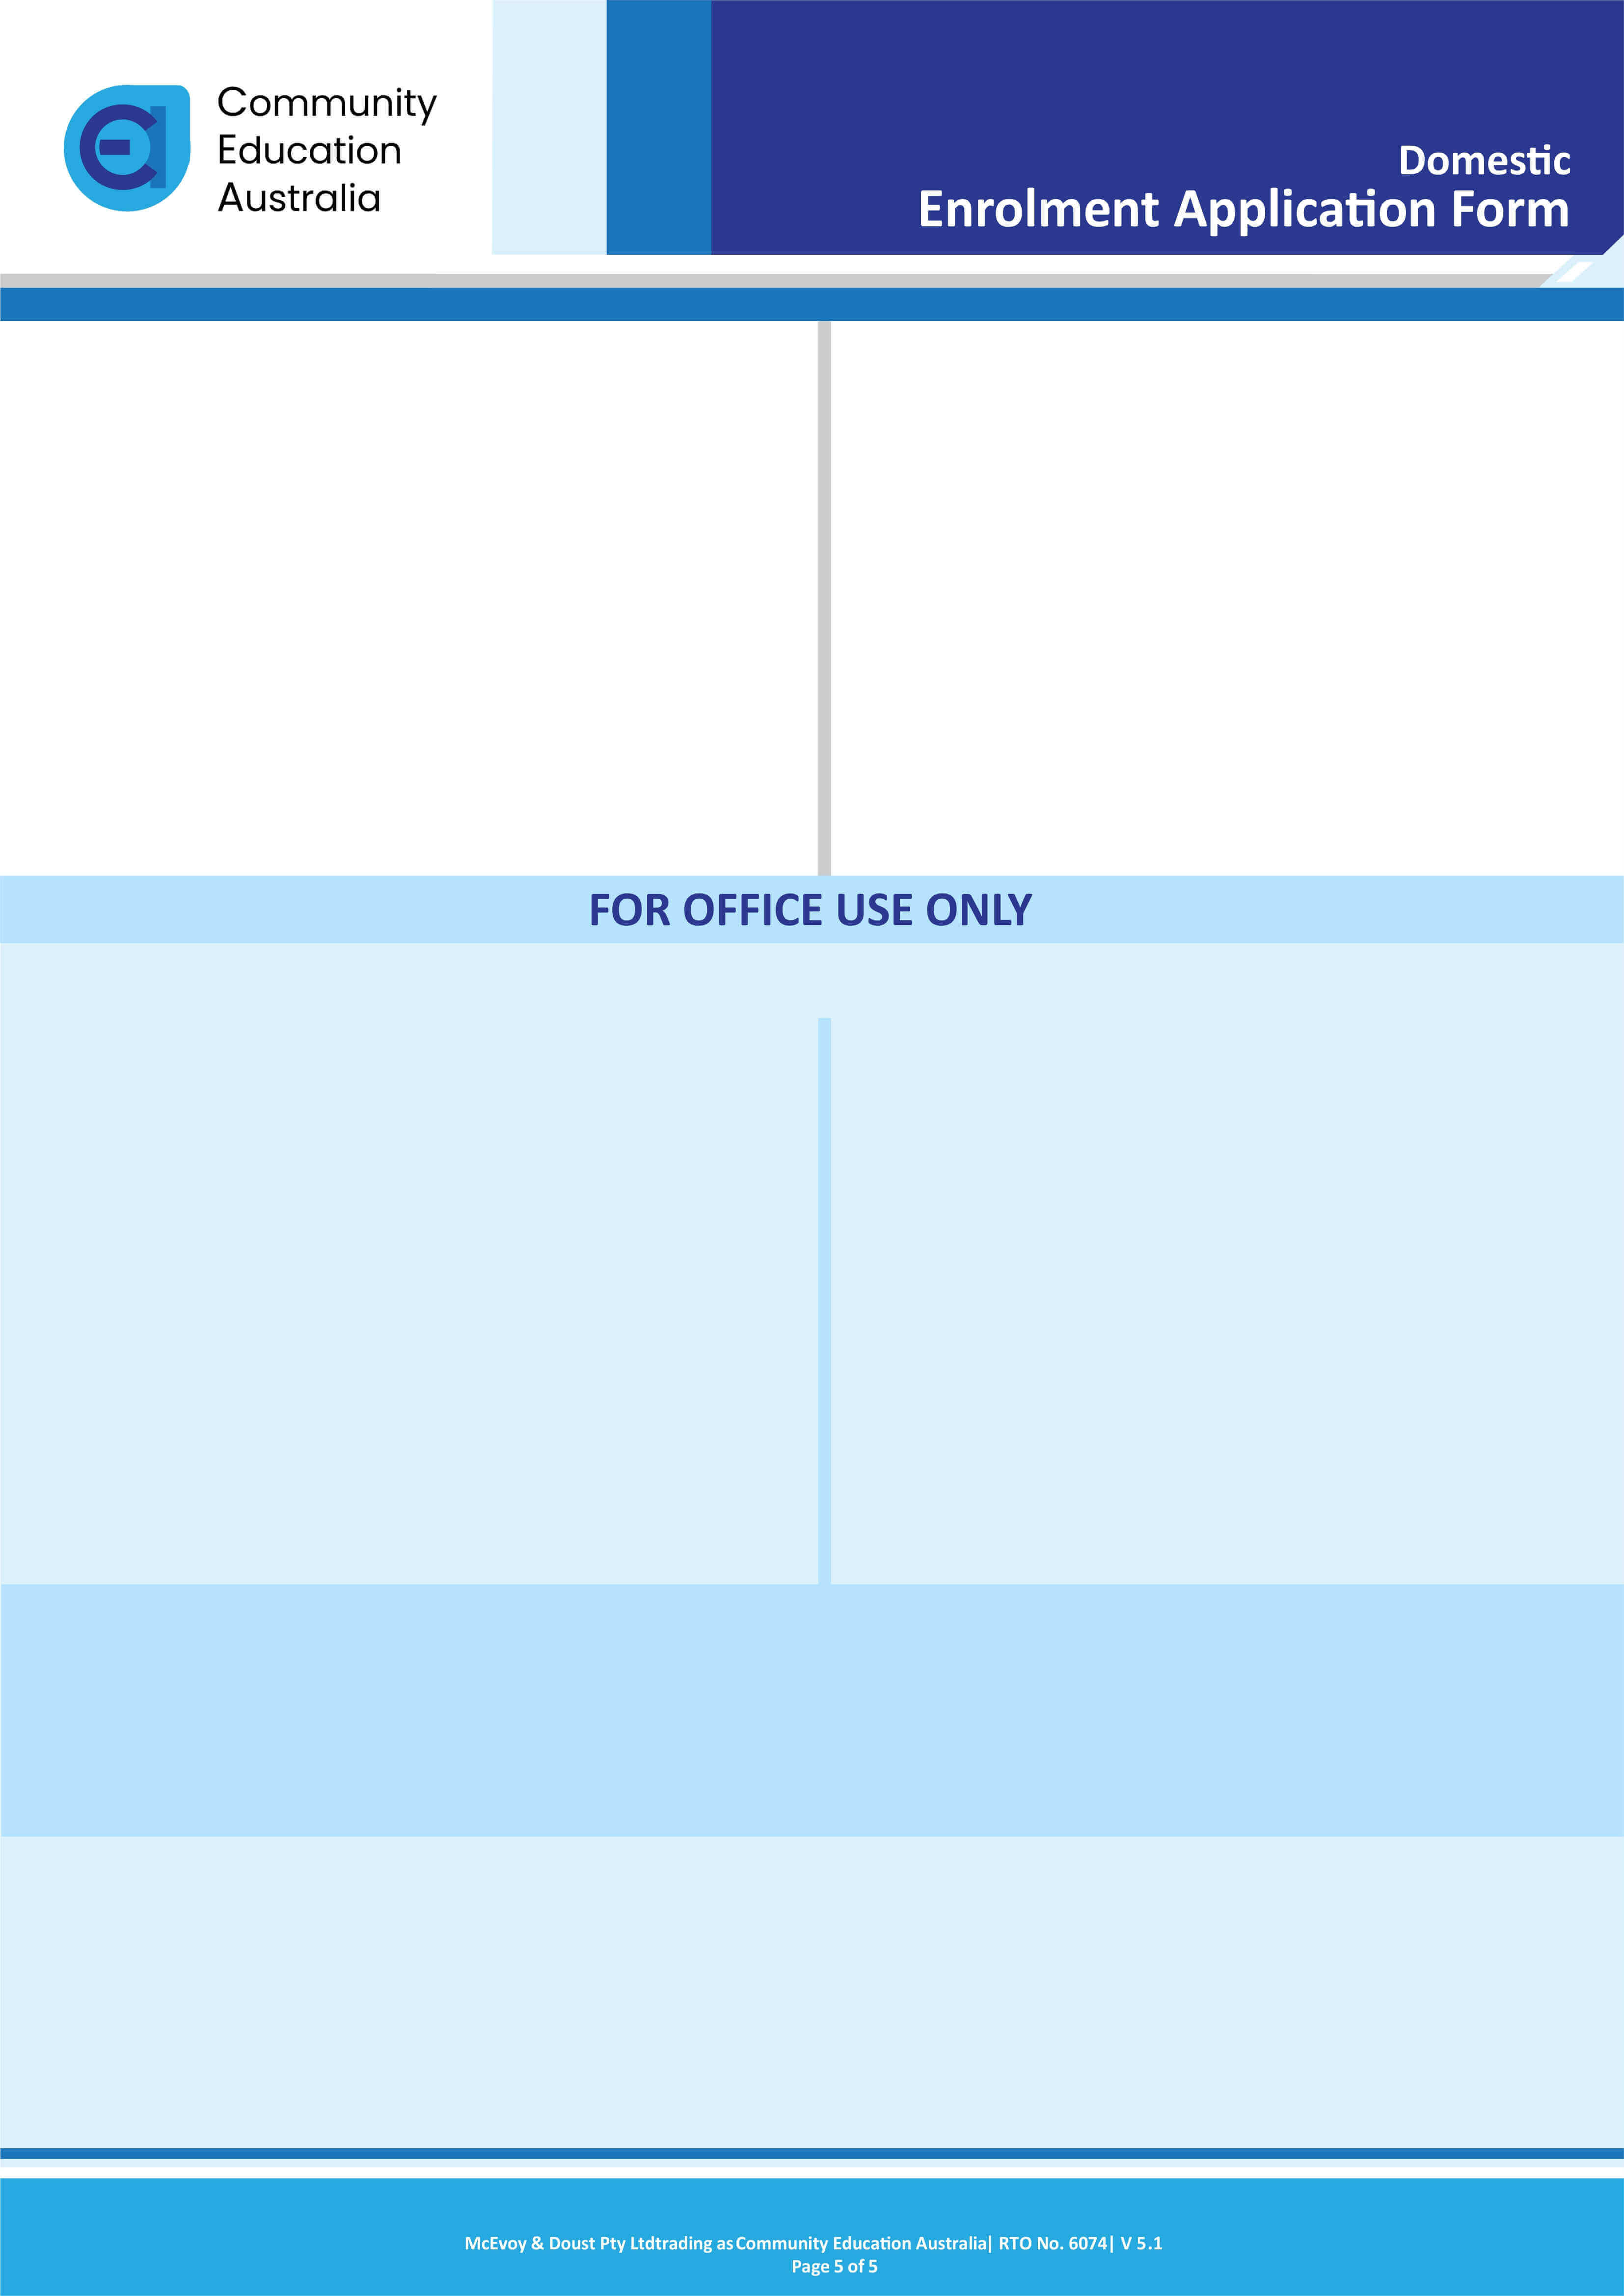 Community
Education
Australia
Domestic
Enrolment Application Form
FOR OFFICE USE ONLY
McEvoy & Doust Pty Ltdtrading as Community Education Australia| RTO No. 6074| V 5.1
Page 5 of 5